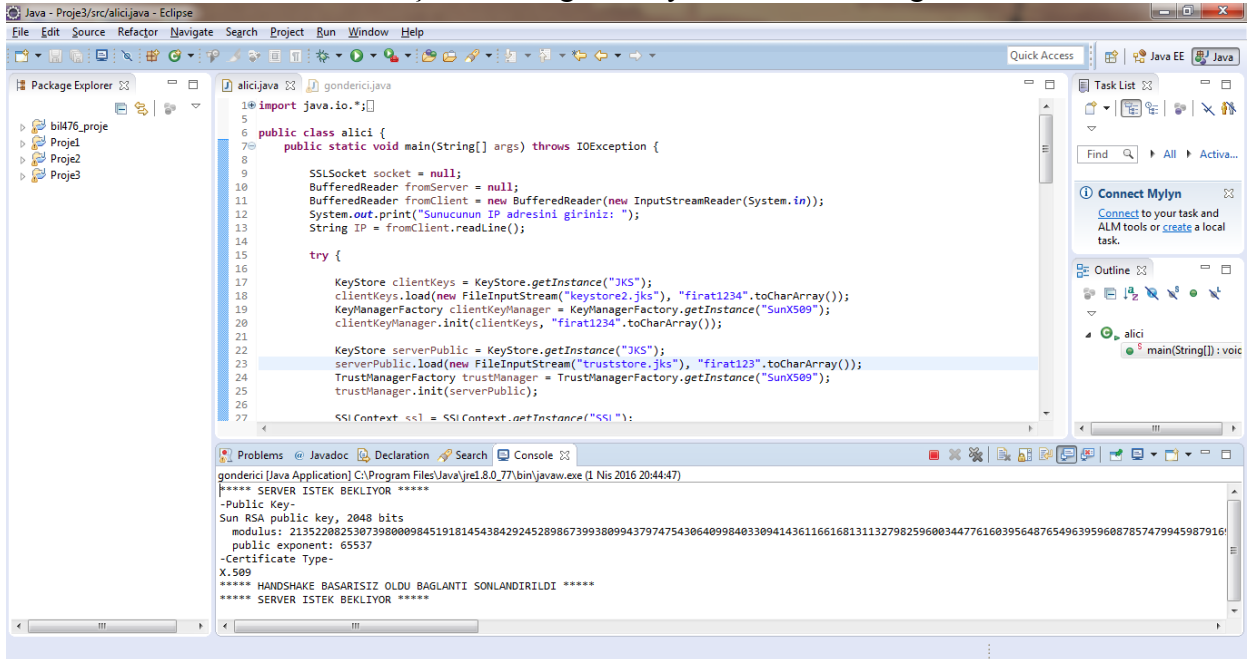 Java - Proje3/src/alici.java - Eclipse
File Edit Source Refactor Navigate Search Project Run Window Help
Quick Access Java EE Java
Package Explorer
bil476_proje
Proje1
Proje2
Proje3
alici.java gonderici.java
1 import java.io.*;
5
6 public class alici {
7 public static void main(String[] args) throws IOException {
8
9 SSLSocket socket = null;
10 BufferedReader fromServer = null;
11 BufferedReader fromClient = new BufferedReader(new InputStreamReader(System.in));
12 System.out.print("Sunucunun IP adresini giriniz: ");
13 String IP = fromClient.readLine();
14
15 try {
16
17 KeyStore clientKeys = KeyStore.getInstance("JKS");
18 clientKeys.load(new FileInputStream("keystore2.jks"), "firat1234".toCharArray());
19 KeyManagerFactory clientKeyManager = KeyManagerFactory.getInstance("SunX509");
20 clientKeyManager.init(clientKeys, "firat1234".toCharArray());
21
22 KeyStore serverPublic = KeyStore.getInstance("JKS");
23 serverPublic.load(new FileInputStream("truststore.jks"), "firat123".toCharArray());
24 TrustManagerFactory trustManager = TrustManagerFactory.getInstance("SunX509");
25 trustManager.init(serverPublic);
26
27 SSLContext ssl = SSLContext.getInstance("SSL");
Task List
Find All Activa...
Connect Mylyn
Connect to your task and
ALM tools or create a local
task.
Outline
alici
main(String[]) : voic
Problems Javadoc Declaration Search Console
gonderici [Java Application] C:\Program Files\Java\jre1.8.0_77\bin\javaw.exe (1 Nis 2016 20:44:47)
***** SERVER ISTEK BEKLIYOR *****
-Public Key-
Sun RSA public key, 2048 bits
modulus:
public exponent: 65537
-Certificate Type-
X.509
***** HANDSHAKE BASARISIZ OLDU BAGLANTI SONLANDIRILDI *****
***** SERVER ISTEK BEKLIYOR *****